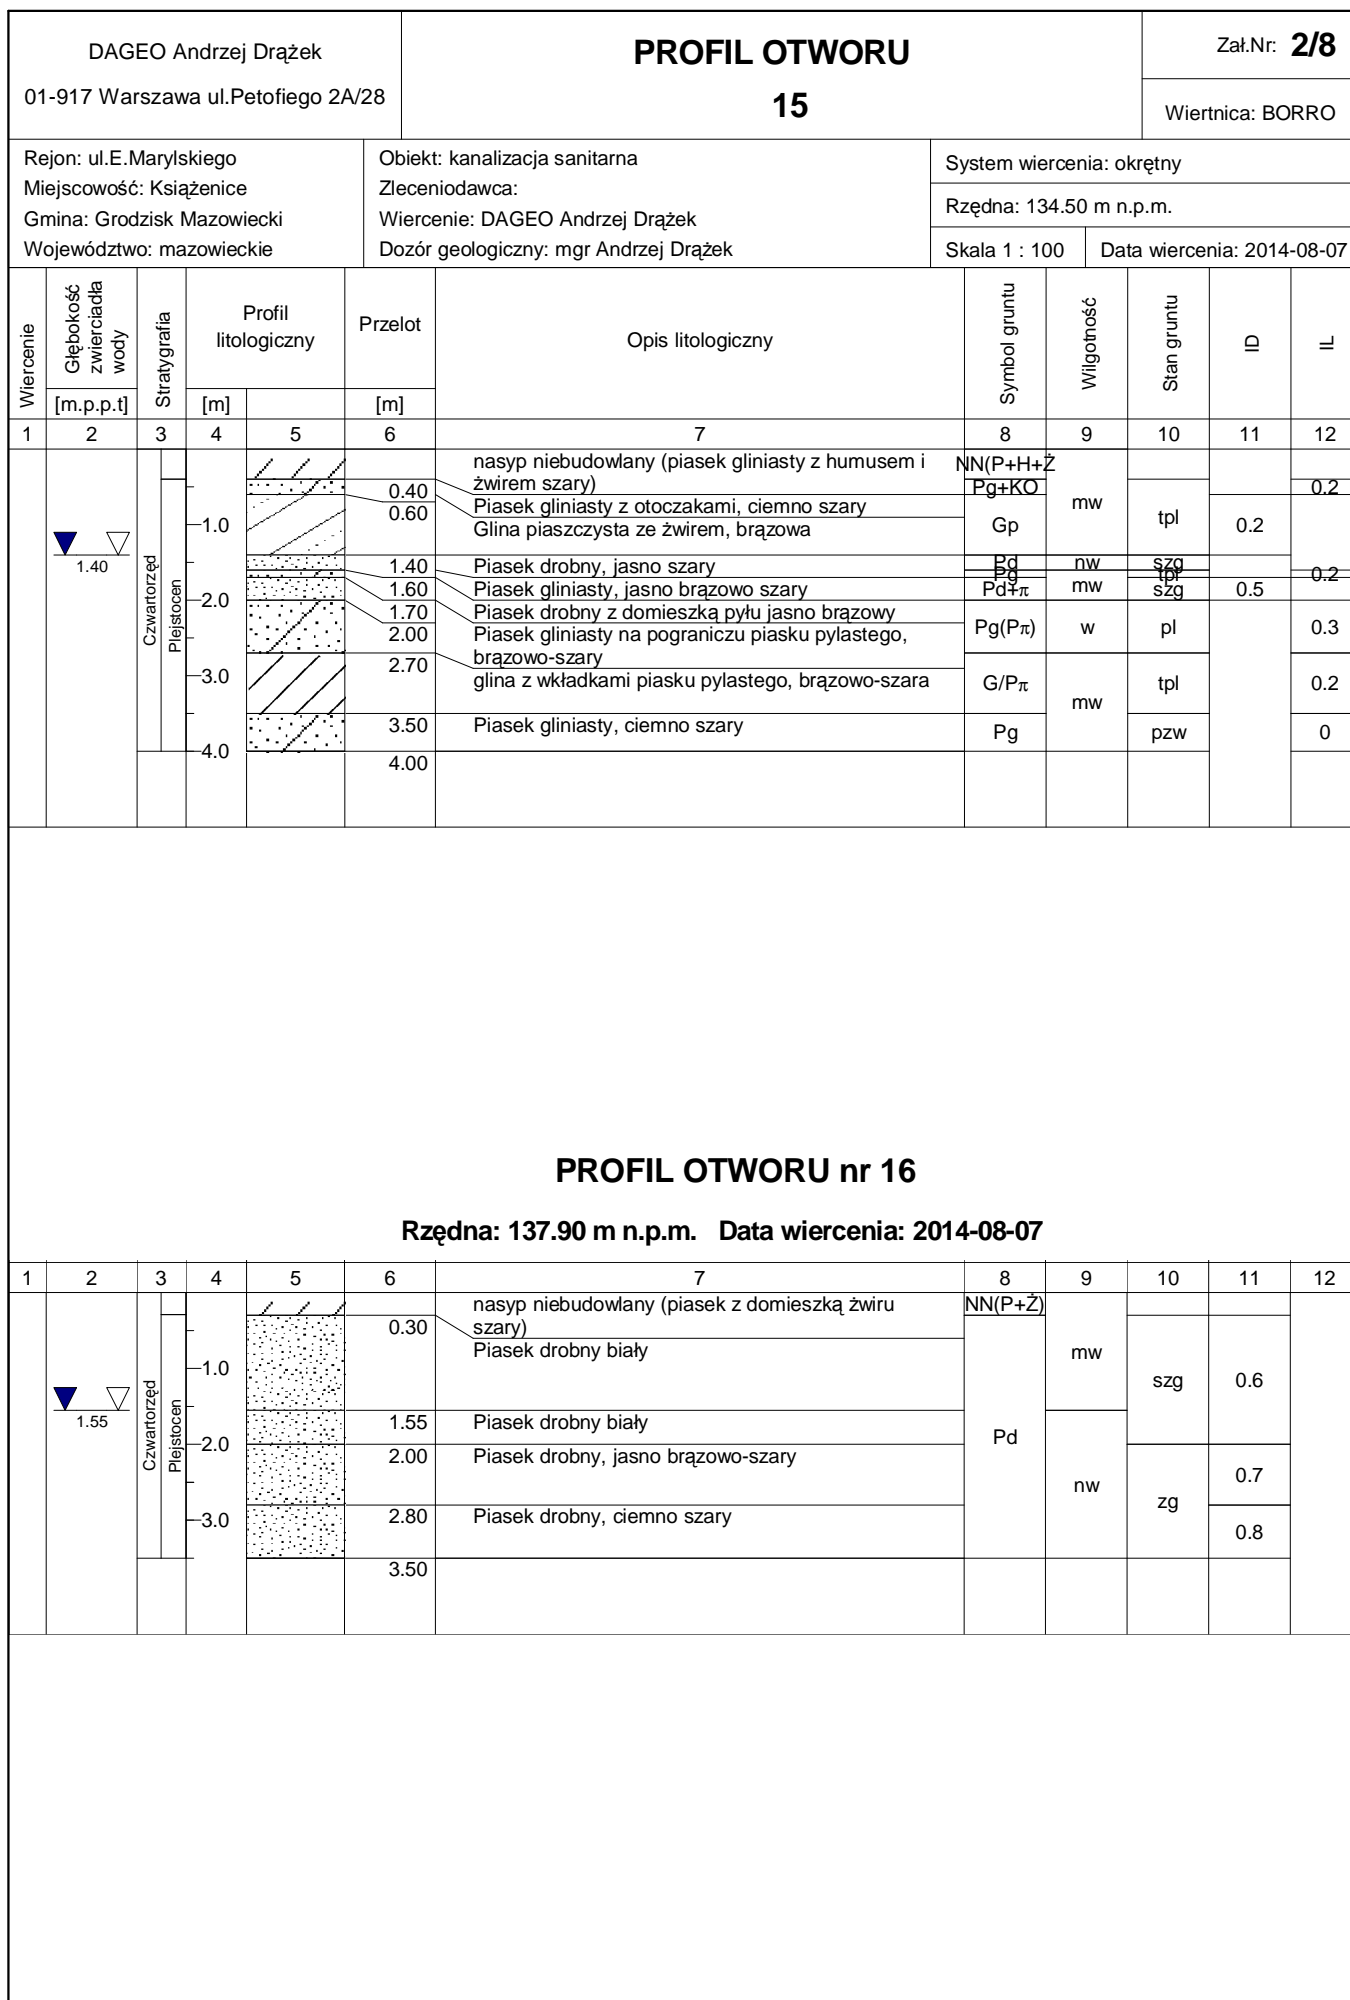 DAGEO Andrzej Drążek
01-917 Warszawa ul.Petofiego 2A/28
PROFIL OTWORU
15
Zał.Nr: 2/8
Wiertnica: BORRO
Rejon: ul.E.Marylskiego
Miejscowość: Książenice
Gmina: Grodzisk Mazowiecki
Województwo: mazowieckie
Obiekt: kanalizacja sanitarna
Zleceniodawca:
Wiercenie: DAGEO Andrzej Drążek
Dozór geologiczny: mgr Andrzej Drążek
System wiercenia: okrętny
Rzędna: 134.50 m n.p.m.
Skala 1 : 100 Data wiercenia: 2014-08-07
Wiercenie
Głębokość zwierciadła wody
[m.p.p.t]
Stratygrafia
Profil litologiczny
[m]
Przelot
[m]
Opis litologiczny
Symbol gruntu
Wilgotność
Stan gruntu
ID
IL
1 2 3 4 5 6 7 8 9 10 11 12
1.40
Czwartorzęd
Plejstocen
1.0
2.0
3.0
4.0
0.40
0.60
1.40
1.60
1.70
2.00
2.70
3.50
4.00
nasyp niebudowlany (piasek gliniasty z humusem i
żwirem szary)
Piasek gliniasty z otoczakami, ciemno szary
Glina piaszczysta ze żwirem, brązowa
Piasek drobny, jasno szary
Piasek gliniasty, jasno brązowo szary
Piasek drobny z domieszką pyłu jasno brązowy
Piasek gliniasty na pograniczu piasku pylastego,
brązowo-szary
glina z wkładkami piasku pylastego, brązowo-szara
Piasek gliniasty, ciemno szary
NN(P+H+Ż
Pg+KO
Gp
Pd
Pg
Pd+π
Pg(Pπ)
G/Pπ
Pg
mw
nw
mw
w
mw
tpl
szg
tpl
szg
pl
tpl
pzw
0.2
0.5
0.2
0.2
0.3
0.2
0
PROFIL OTWORU nr 16
Rzędna: 137.90 m n.p.m. Data wiercenia: 2014-08-07
1 2 3 4 5 6 7 8 9 10 11 12
1.55
Czwartorzęd
Plejstocen
1.0
2.0
3.0
0.30
1.55
2.00
2.80
3.50
nasyp niebudowlany (piasek z domieszką żwiru
szary)
Piasek drobny biały
Piasek drobny biały
Piasek drobny, jasno brązowo-szary
Piasek drobny, ciemno szary
NN(P+Ż)
Pd
mw
nw
szg
zg
0.6
0.7
0.8